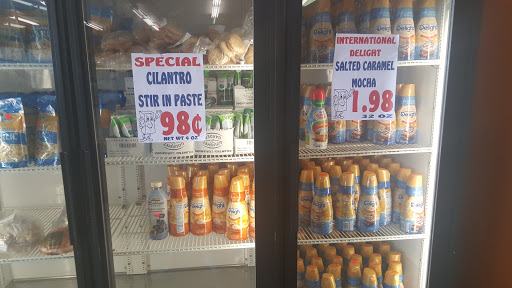 SPECIAL
CILANTRO
STIR IN PASTE
98¢
NET WT 4 OZ
INTERNATIONAL
DELIGHT
SALTED CARAMEL
MOCHA
1.98
32 OZ
Delight